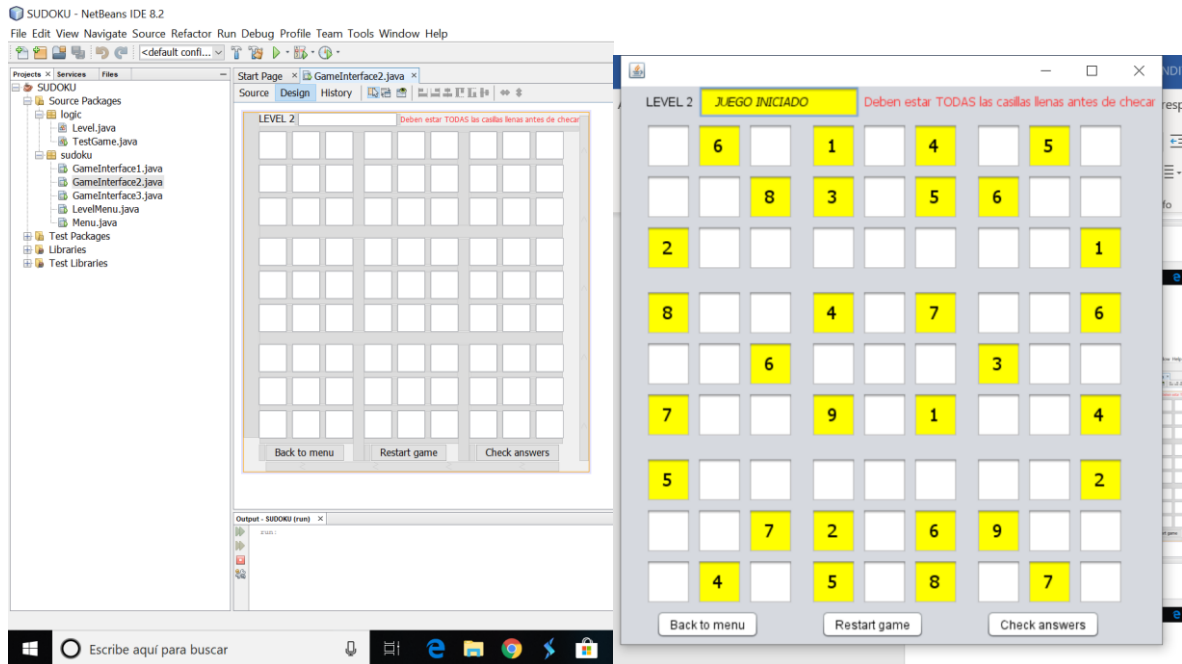 SUDOKU - NetBeans IDE 8.2
File Edit View Navigate Source Refactor Run Debug Profile Team Tools Window Help
<default confi...
Projects × Services Files
SUDOKU
Source Packages
logic
Level.java
TestGame.java
sudoku
GameInterface1.java
GameInterface2.java
GameInterface3.java
LevelMenu.java
Menu.java
Test Packages
Libraries
Test Libraries
Start Page × GameInterface2.java ×
Source Design History
LEVEL 2 Deben estar TODAS las casillas llenas antes de checar
Back to menu Restart game Check answers
Output - SUDOKU (run) ×
run:
Escribe aquí para buscar
LEVEL 2 JUEGO INICIADO Deben estar TODAS las casillas llenas antes de checar
6 1 4 5
8 3 5 6
2 1
8 4 7 6
6 3
7 9 1 4
5 2
7 2 6 9
4 5 8 7
Back to menu Restart game Check answers